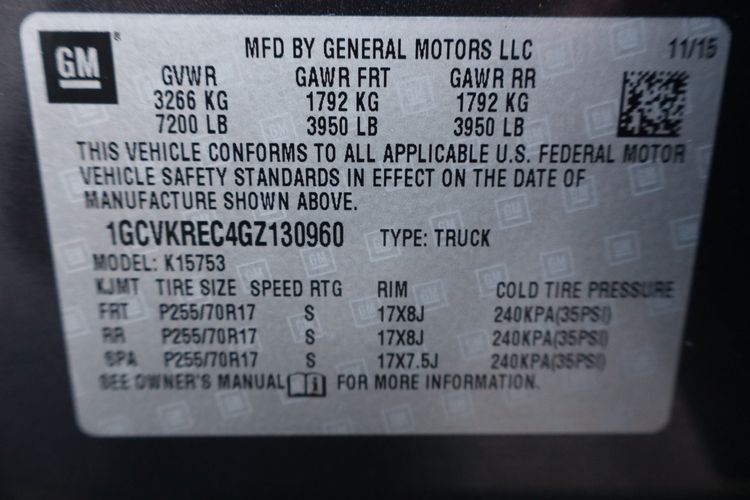 GM®
MFD BY GENERAL MOTORS LLC 11/15
GVWR GAWR FRT GAWR RR
3266 KG 1792 KG 1792 KG
7200 LB 3950 LB 3950 LB
THIS VEHICLE CONFORMS TO ALL APPLICABLE U.S. FEDERAL MOTOR
VEHICLE SAFETY STANDARDS IN EFFECT ON THE DATE OF
MANUFACTURE SHOWN ABOVE.
1GCVKREC4GZ130960 TYPE: TRUCK
MODEL: K15753
KJMT TIRE SIZE SPEED RTG RIM COLD TIRE PRESSURE
FRT P255/70R17 S 17X8J 240KPA(35PSI)
RR P255/70R17 S 17X8J 240KPA(35PSI)
SPA P255/70R17 S 17X7.5J 240KPA(35PSI)
SEE OWNER'S MANUAL FOR MORE INFORMATION.